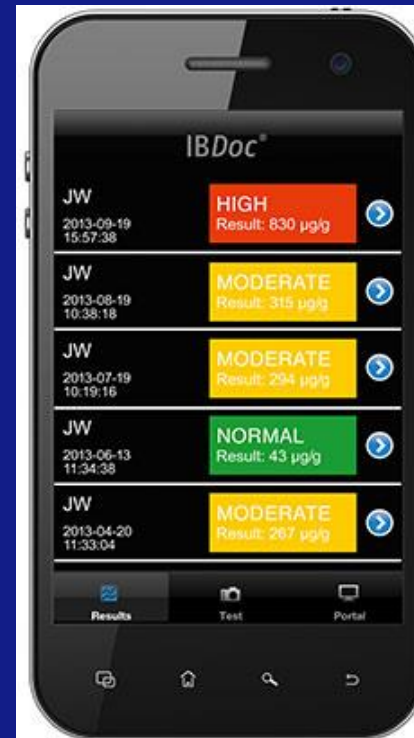 IBDoc®
JW
2013-09-19
15:57:38
HIGH
Result: 830 µg/g
JW
2013-08-19
10:38:18
MODERATE
Result: 315 µg/g
JW
2013-07-19
10:19:16
MODERATE
Result: 294 µg/g
JW
2013-06-13
11:34:38
NORMAL
Result: 43 µg/g
JW
2013-04-20
11:33:04
MODERATE
Result: 267 µg/g
Results
Test
Portal